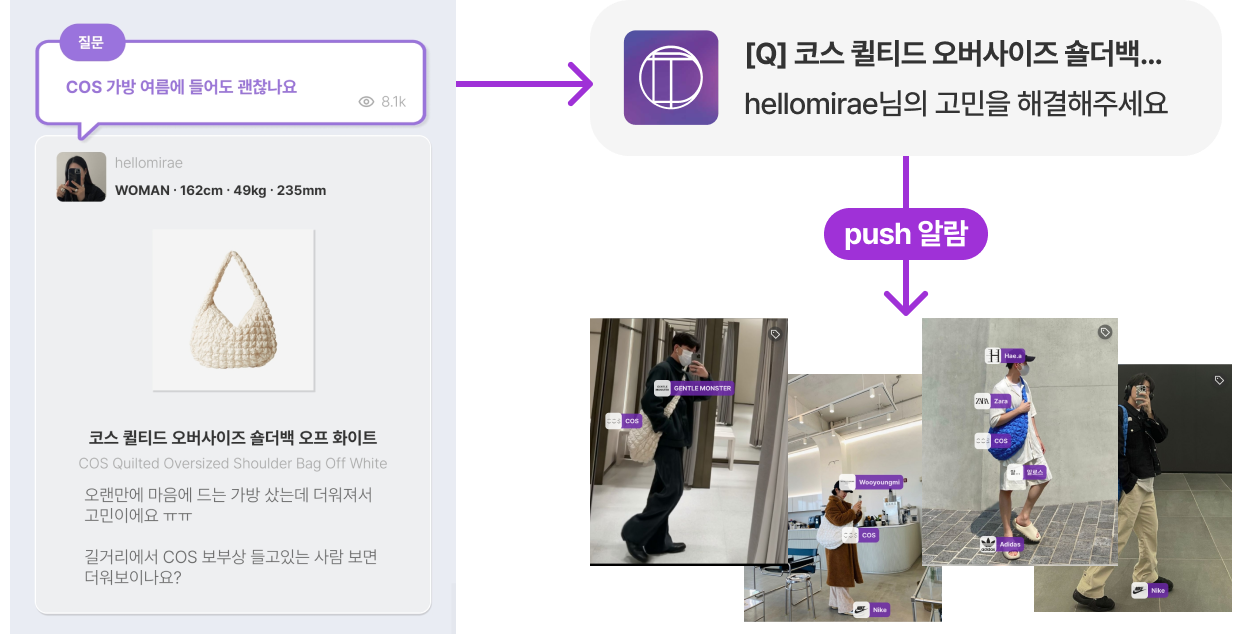 질문
COS 가방 여름에 들어도 괜찮나요
8.1k
hellomirae
WOMAN · 162cm · 49kg · 235mm
코스 퀼티드 오버사이즈 숄더백 오프 화이트
COS Quilted Oversized Shoulder Bag Off White
오랜만에 마음에 드는 가방 샀는데 더워져서
고민이에요 ㅠㅠ
길거리에서 COS 보부상 들고있는 사람 보면
더워보이나요?
[Q] 코스 퀼티드 오버사이즈 숄더백...
hellomirae님의 고민을 해결해주세요
push 알람
GENTLE MONSTER
COS
Wooyoungmi
COS
Nike
H Hae.a
ZARA Zara
COS
말... 말로스
adidas Adidas
Nike